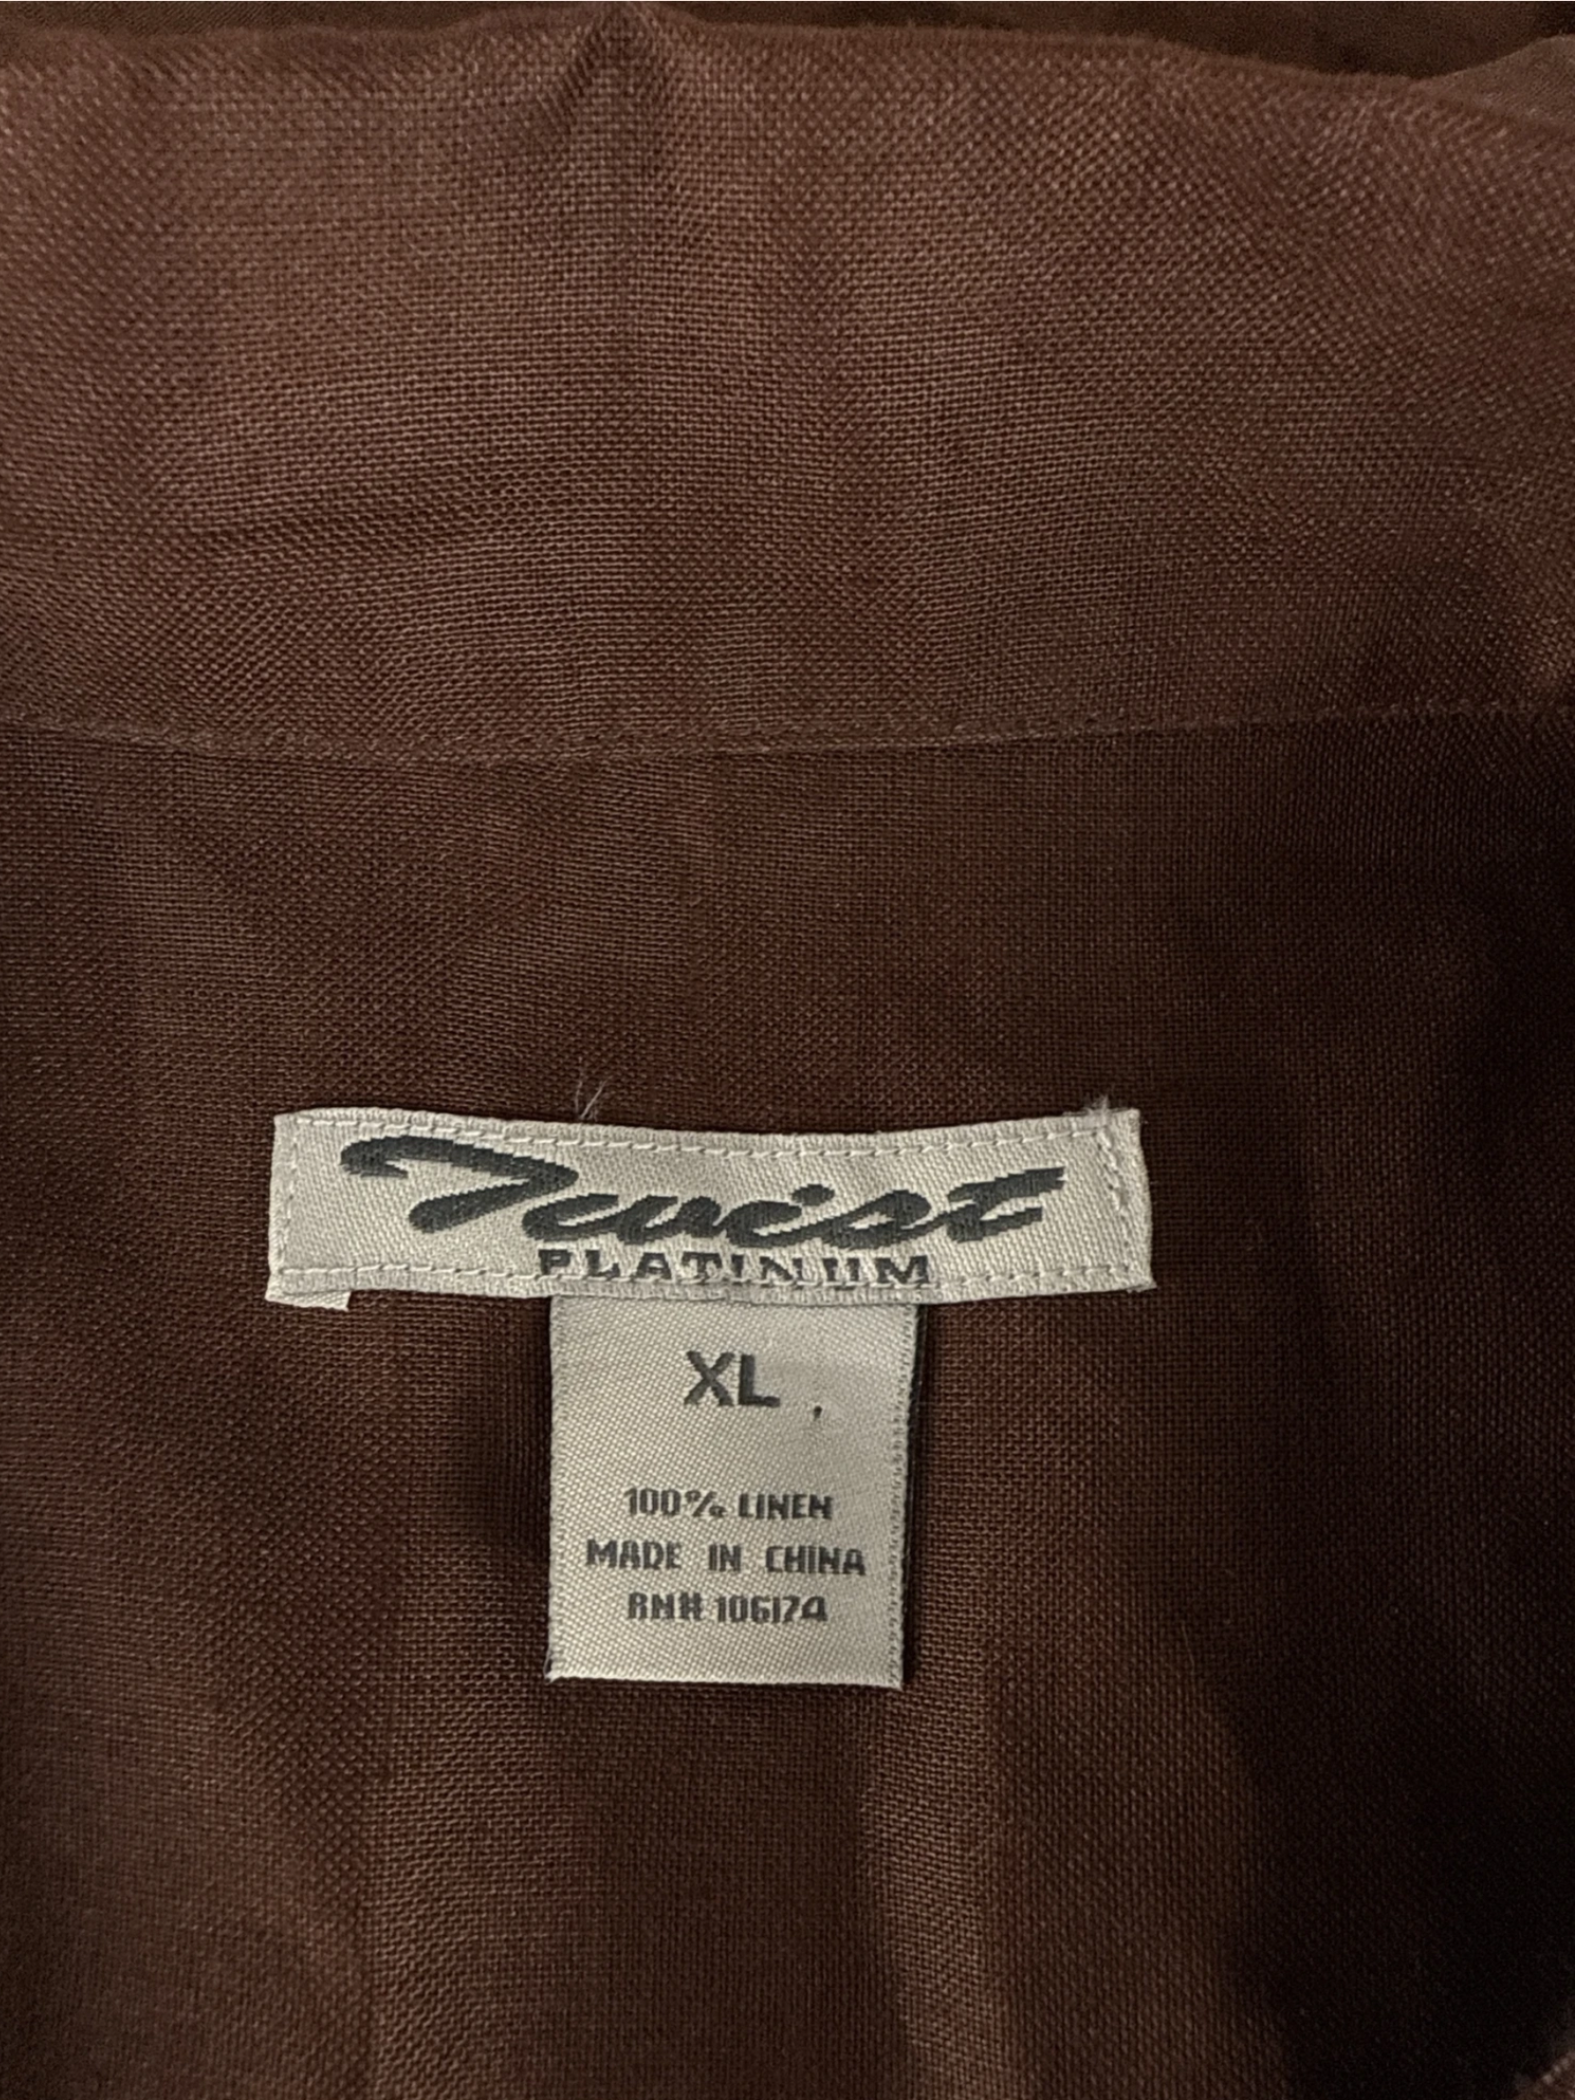 Twist
PLATINUM
XL
100% LINEN
MADE IN CHINA
RN# 106174